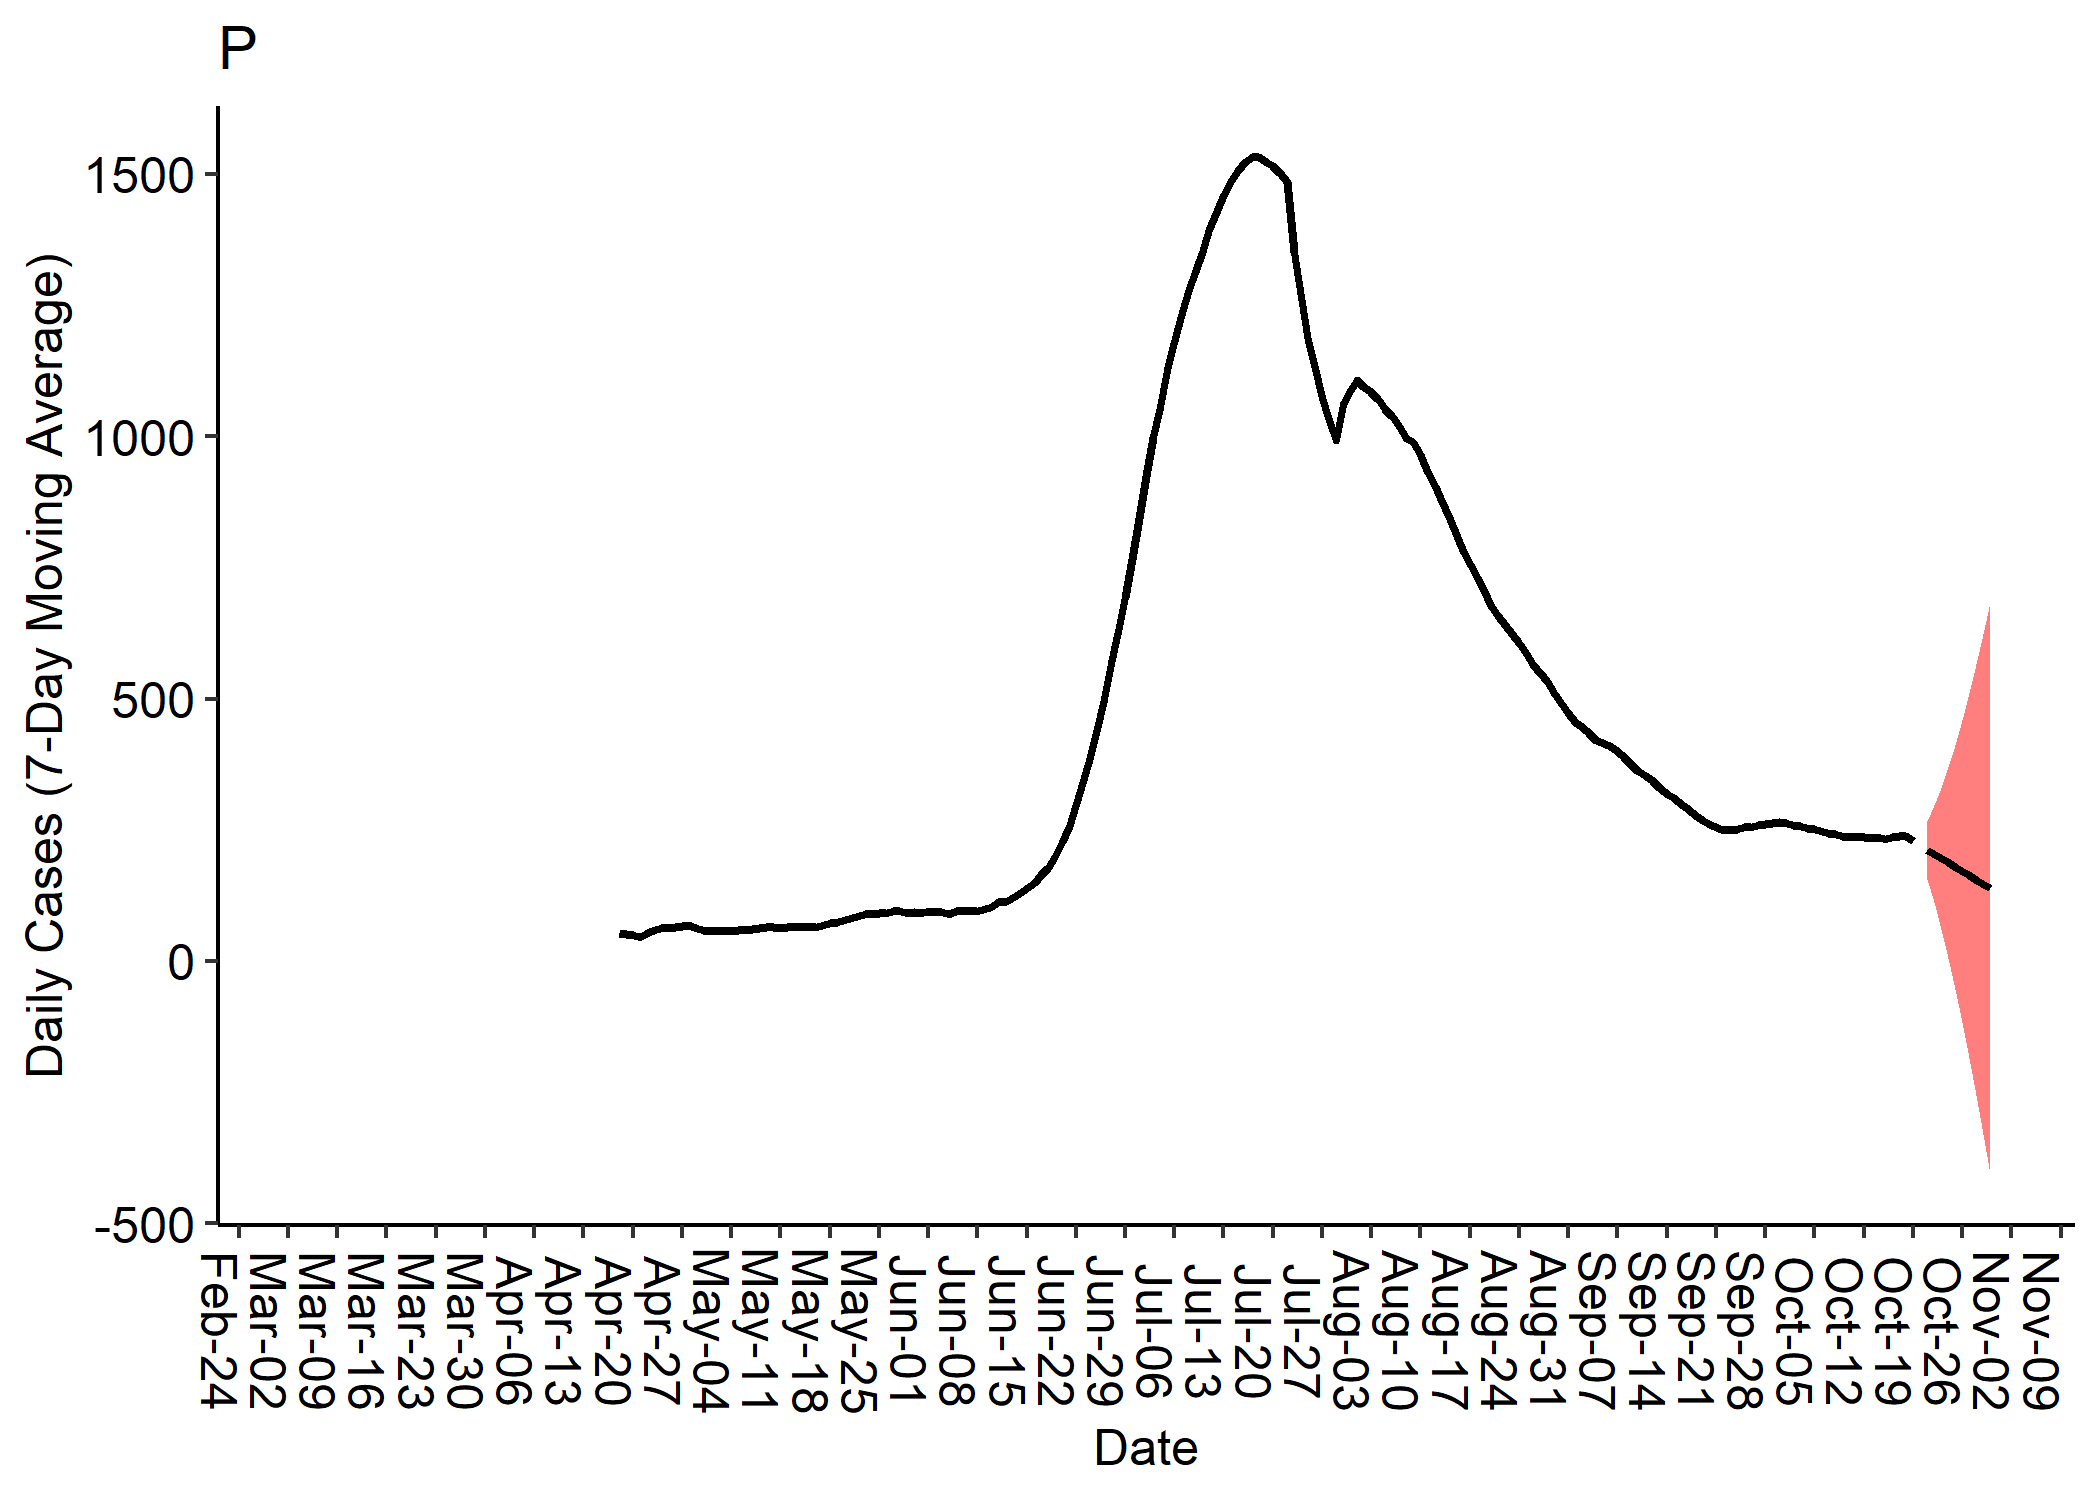 P
Daily Cases (7-Day Moving Average)
1500
1000
500
0
-500
Feb-24
Mar-02
Mar-09
Mar-16
Mar-23
Mar-30
Apr-06
Apr-13
Apr-20
Apr-27
May-04
May-11
May-18
May-25
Jun-01
Jun-08
Jun-15
Jun-22
Jun-29
Jul-06
Jul-13
Jul-20
Jul-27
Aug-03
Aug-10
Aug-17
Aug-24
Aug-31
Sep-07
Sep-14
Sep-21
Sep-28
Oct-05
Oct-12
Oct-19
Oct-26
Nov-02
Nov-09
Date